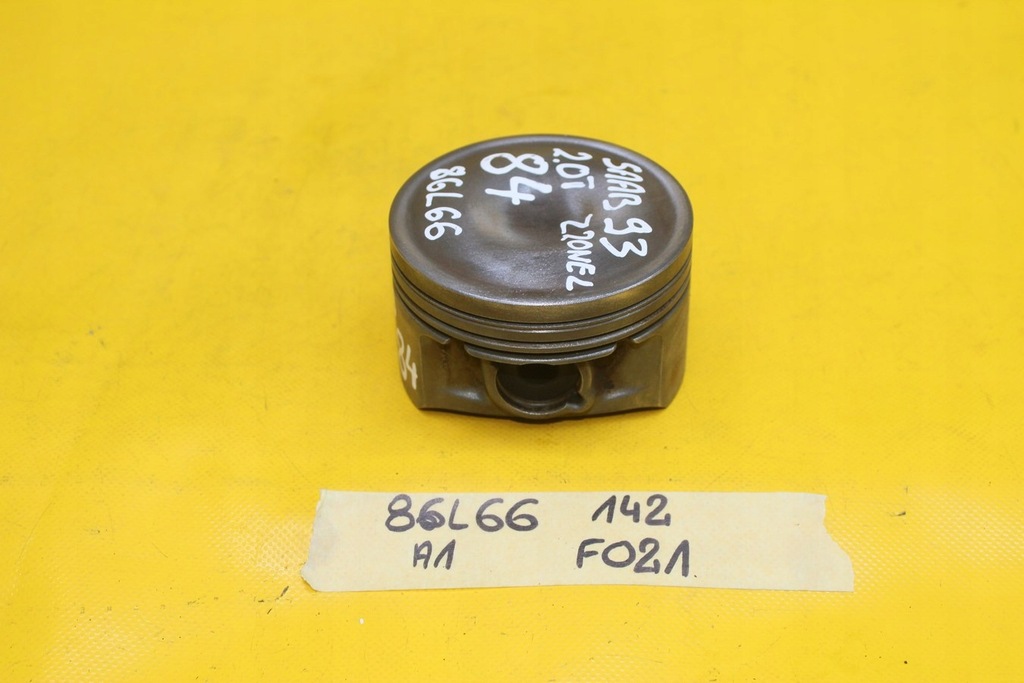 SAAB 93
2.0T Z20NEL
84
86L66
84
86L66 142
A1 F021